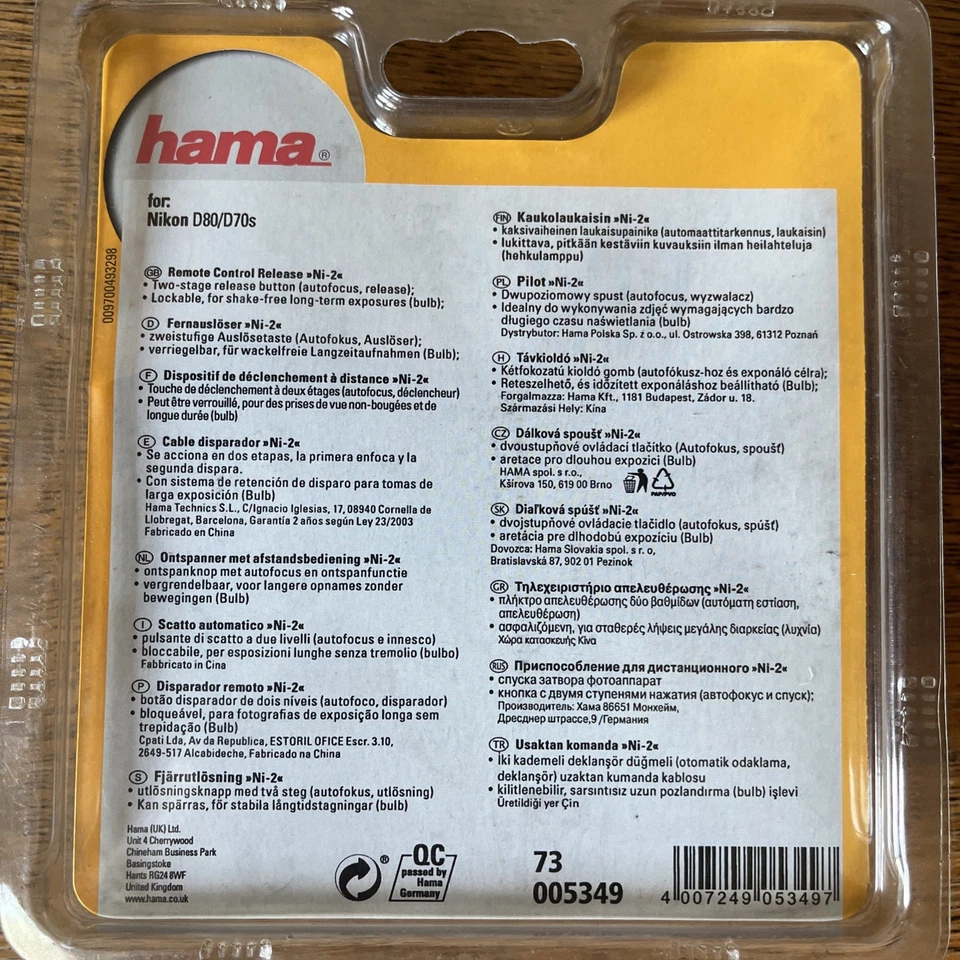 hama®
for:
Nikon D80/D70s
009700493298
GB Remote Control Release »Ni-2«
• Two-stage release button (autofocus, release);
• Lockable, for shake-free long-term exposures (bulb);
D Fernauslöser »Ni-2«
• zweistufige Auslösetaste (Autofokus, Auslöser);
• verriegelbar, für wackelfreie Langzeitaufnahmen (Bulb);
F Dispositif de déclenchement à distance »Ni-2«
• Touche de déclenchement à deux étages (autofocus, déclencheur)
• Peut être verrouillé, pour des prises de vue non-bougées et de
longue durée (bulb)
E Cable disparador »Ni-2«
• Se acciona en dos etapas, la primera enfoca y la
segunda dispara.
• Con sistema de retención de disparo para tomas de
larga exposición (Bulb)
Hama Technics S.L., C/Ignacio Iglesias, 17, 08940 Cornella de
Llobregat, Barcelona, Garantía 2 años según Ley 23/2003
Fabricado en China
NL Ontspanner met afstandsbediening »Ni-2«
• ontspanknop met autofocus en ontspanfunctie
• vergrendelbaar, voor langere opnames zonder
bewegingen (Bulb)
I Scatto automatico »Ni-2«
• pulsante di scatto a due livelli (autofocus e innesco)
• bloccabile, per esposizioni lunghe senza tremolio (bulbo)
Fabbricato in Cina
P Disparador remoto »Ni-2«
• botão disparador de dois níveis (autofoco, disparador)
• bloqueável, para fotografias de exposição longa sem
trepidação (Bulb)
Cpati Lda, Av da Republica, ESTORIL OFICE Escr. 3.10,
2649-517 Alcabideche, Fabricado na China
S Fjärrutlösning »Ni-2«
• utlösningsknapp med två steg (autofokus, utlösning)
• Kan spärras, för stabila långtidstagningar (bulb)
Hama (UK) Ltd.
Unit 4 Cherrywood
Chineham Business Park
Basingstoke
Hants RG24 8WF
United Kingdom
www.hama.co.uk
FIN Kaukolaukaisin »Ni-2«
• kaksivaiheinen laukaisupainike (automaattitarkennus, laukaisin)
• lukittava, pitkään kestäviin kuvauksiin ilman heilahteluja
(hehkulamppu)
PL Pilot »Ni-2«
• Dwupoziomowy spust (autofokus, wyzwalacz)
• Idealny do wykonywania zdjęć wymagających bardzo
długiego czasu naświetlania (bulb)
Dystrybutor: Hama Polska Sp. z o.o., ul. Ostrowska 398, 61312 Poznań
H Távkioldó »Ni-2«
• Kétfokozatú kioldó gomb (autofókusz-hoz és exponáló célra);
• Reteszelhető, és időzített exponáláshoz beállítható (Bulb);
Forgalmazza: Hama Kft., 1181 Budapest, Zádor u. 18.
Származási Hely: Kína
CZ Dálková spoušť »Ni-2«
• dvoustupňové ovládací tlačítko (Autofokus, spoušť)
• aretace pro dlouhou expozici (Bulb)
HAMA spol. s r.o.,
Kšírova 150, 619 00 Brno
PAP/PVC
SK Diaľková spúšť »Ni-2«
• dvojstupňové ovládacie tlačidlo (autofokus, spúšť)
• aretácia pre dlhodobú expozíciu (Bulb)
Dovozca: Hama Slovakia spol. s r. o,
Bratislavská 87, 902 01 Pezinok
GR Τηλεχειριστήριο απελευθέρωσης »Ni-2«
• πλήκτρο απελευθέρωσης δύο βαθμίδων (αυτόματη εστίαση,
απελευθέρωση)
• ασφαλιζόμενη, για σταθερές λήψεις μεγάλης διαρκείας (λυχνία)
Χώρα κατασκευής Κίνα
RUS Приспособление для дистанционного »Ni-2«
• спуска затвора фотоаппарат
• кнопка с двумя ступенями нажатия (автофокус и спуск);
Производитель: Хама 86651 Монхейм,
Дресднер штрассе,9 /Германия
TR Usaktan komanda »Ni-2«
• İki kademeli deklanşör düğmeli (otomatik odaklama,
deklanşör) uzaktan kumanda kablosu
• kilitlenebilir, sarsıntısız uzun pozlandırma (bulb) işlevi
Üretildiği yer Çin
®
QC
passed by
Hama
Germany
73
005349
4 007249 053497